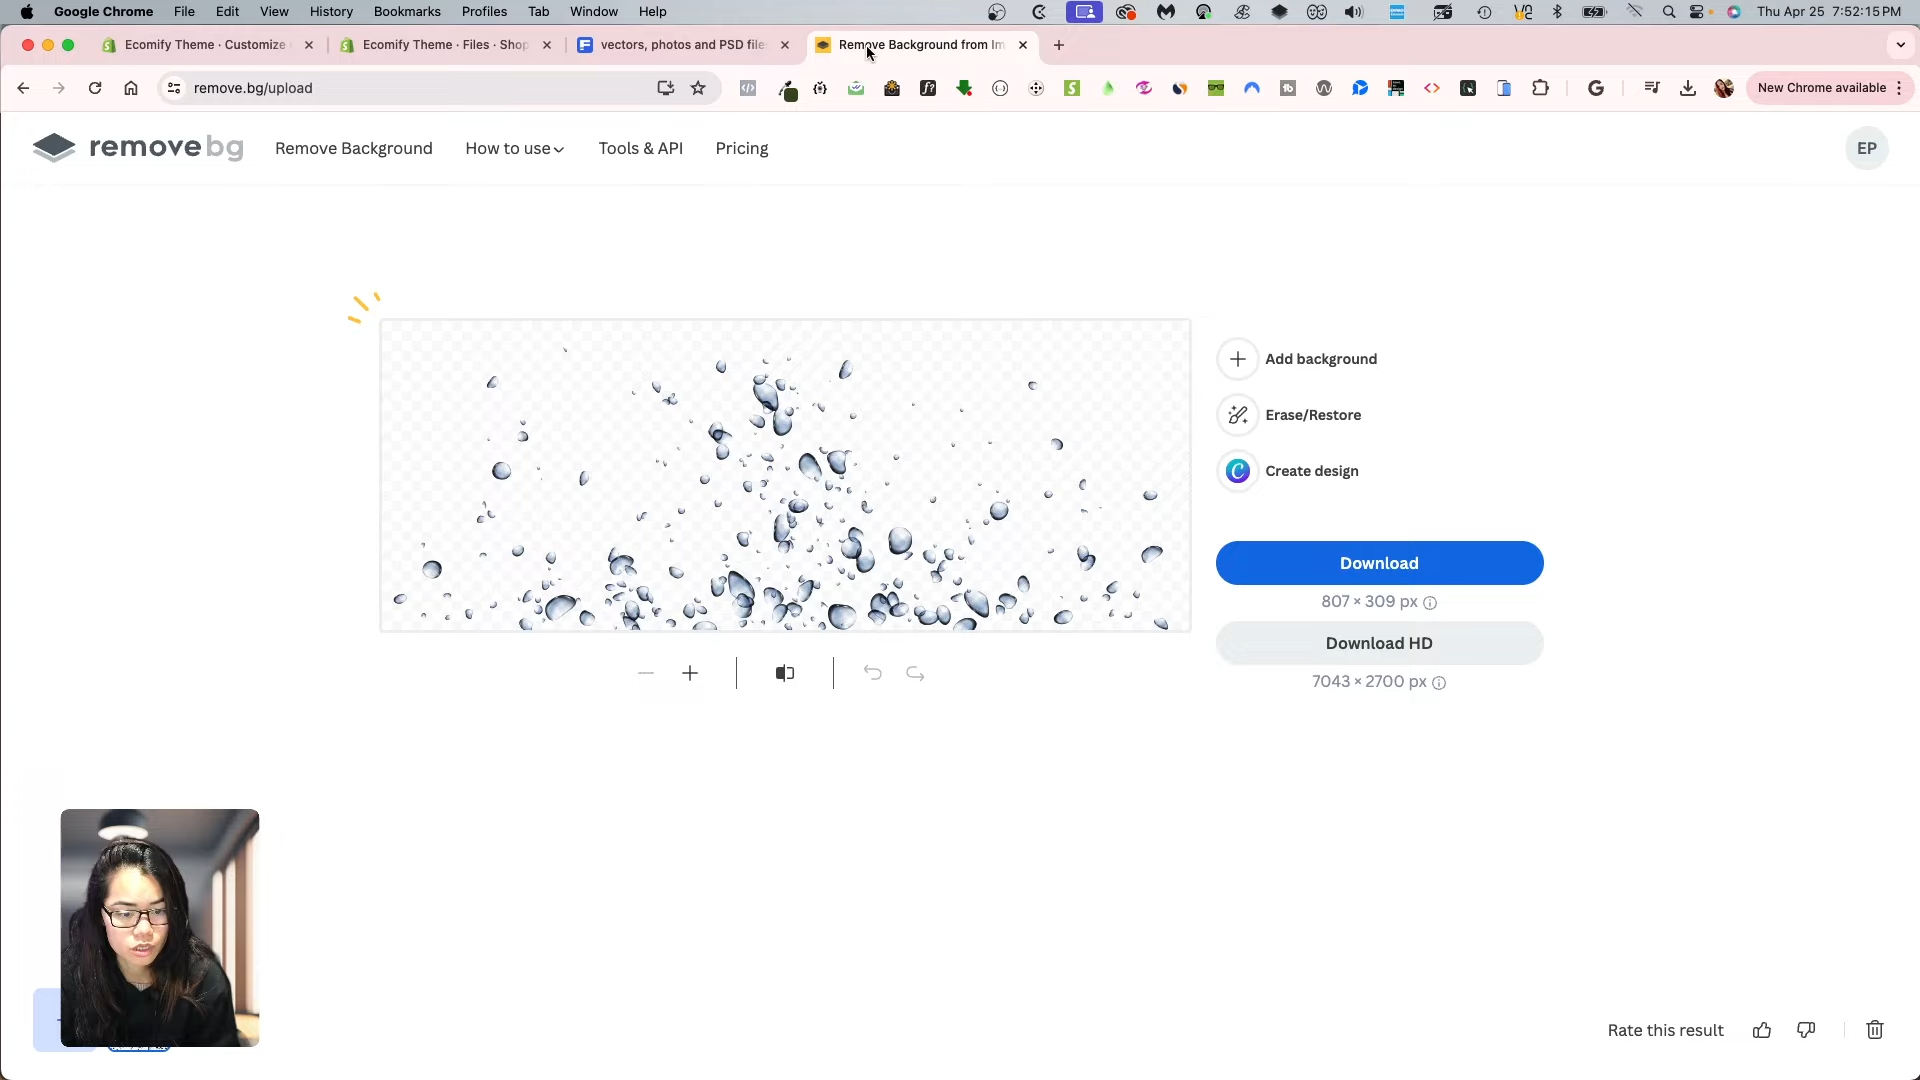 Google Chrome File Edit View History Bookmarks Profiles Tab Window Help Thu Apr 25 7:52:15 PM
Ecomify Theme · Customize Ecomify Theme · Files · Shop vectors, photos and PSD file Remove Background from Im
remove.bg/upload New Chrome available
removebg Remove Background How to use Tools & API Pricing EP
Add background
Erase/Restore
Create design
Download
807 × 309 px
Download HD
7043 × 2700 px
Rate this result